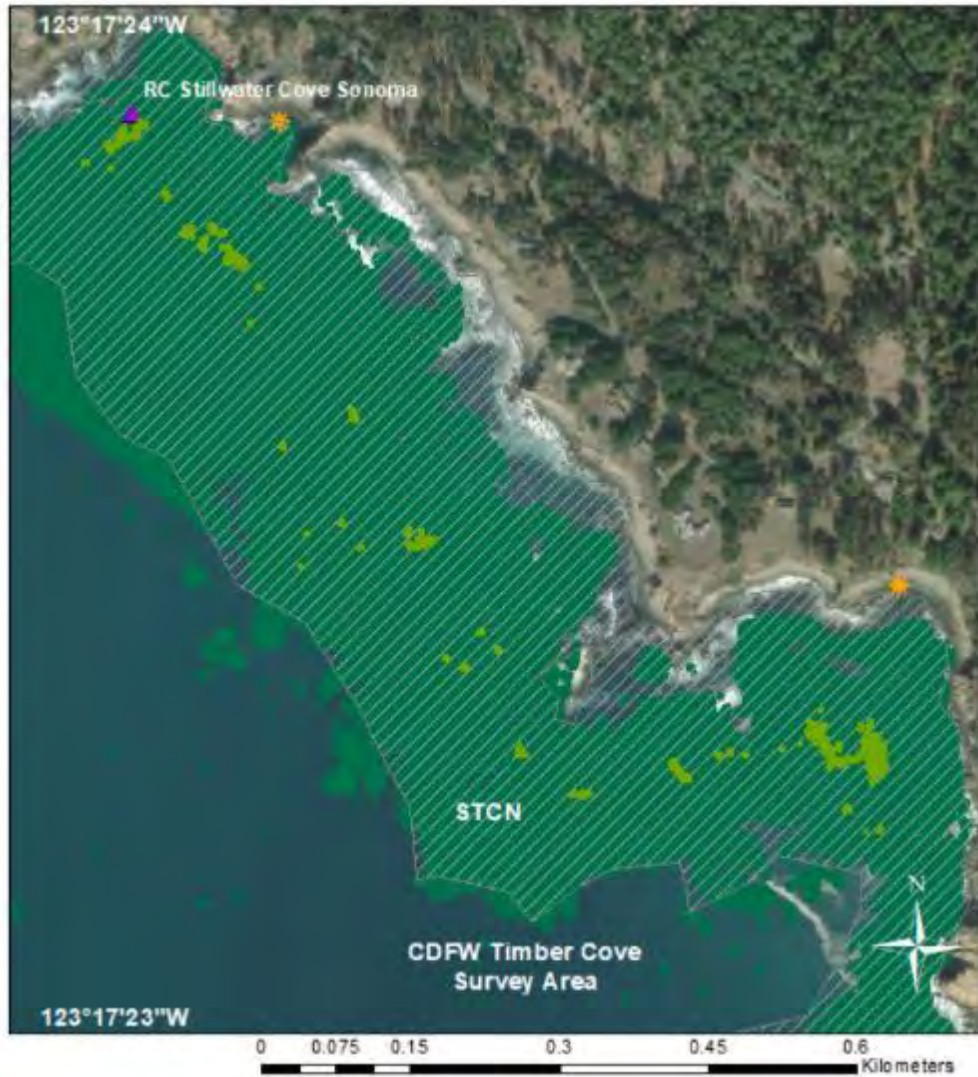 123°17'24"W
RC Stillwater Cove Sonoma
STCN
N
CDFW Timber Cove
Survey Area
123°17'23"W
0 0.075 0.15 0.3 0.45 0.6
Kilometers